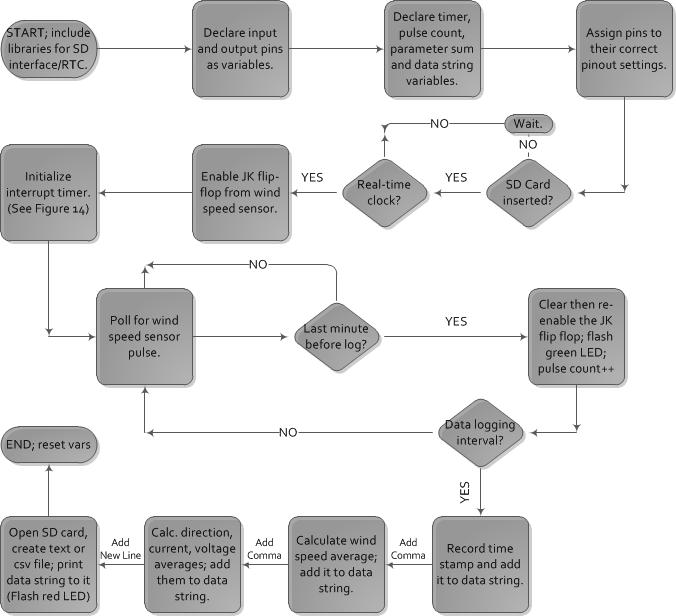 START; include
libraries for SD
interface/RTC.
Declare input
and output pins
as variables.
Declare timer,
pulse count,
parameter sum
and data string
variables.
Assign pins to
their correct
pinout settings.
NO
Wait.
NO
Initialize
interrupt timer.
(See Figure 14)
Enable JK flip-
flop from wind
speed sensor.
YES
Real-time
clock?
YES
SD Card
inserted?
NO
Poll for wind
speed sensor
pulse.
Last minute
before log?
YES
Clear then re-
enable the JK
flip flop; flash
green LED;
pulse count++
END; reset vars
NO
Data logging
interval?
YES
Open SD card,
create text or
csv file; print
data string to it
(Flash red LED)
Add
New Line
Calc. direction,
current, voltage
averages; add
them to data
string.
Add
Comma
Calculate wind
speed average;
add it to data
string.
Add
Comma
Record time
stamp and add
it to data string.